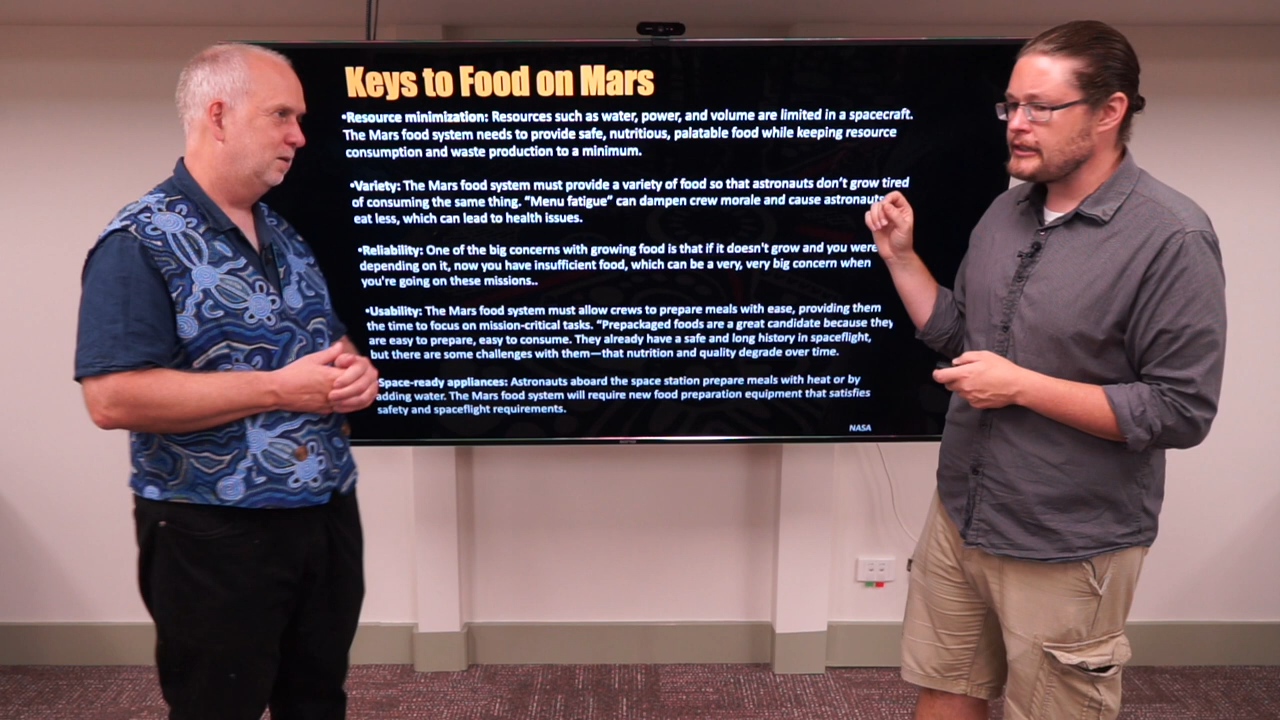 Keys to Food on Mars
•Resource minimization: Resources such as water, power, and volume are limited in a spacecraft.
The Mars food system needs to provide safe, nutritious, palatable food while keeping resource
consumption and waste production to a minimum.
•Variety: The Mars food system must provide a variety of food so that astronauts don't grow tired
of consuming the same thing. "Menu fatigue" can dampen crew morale and cause astronauts
eat less, which can lead to health issues.
•Reliability: One of the big concerns with growing food is that if it doesn't grow and you were
depending on it, now you have insufficient food, which can be a very, very big concern when
you're going on these missions..
•Usability: The Mars food system must allow crews to prepare meals with ease, providing them
the time to focus on mission-critical tasks. "Prepackaged foods are a great candidate because they
are easy to prepare, easy to consume. They already have a safe and long history in spaceflight,
but there are some challenges with them—that nutrition and quality degrade over time.
Space-ready appliances: Astronauts aboard the space station prepare meals with heat or by
adding water. The Mars food system will require new food preparation equipment that satisfies
safety and spaceflight requirements.
NASA